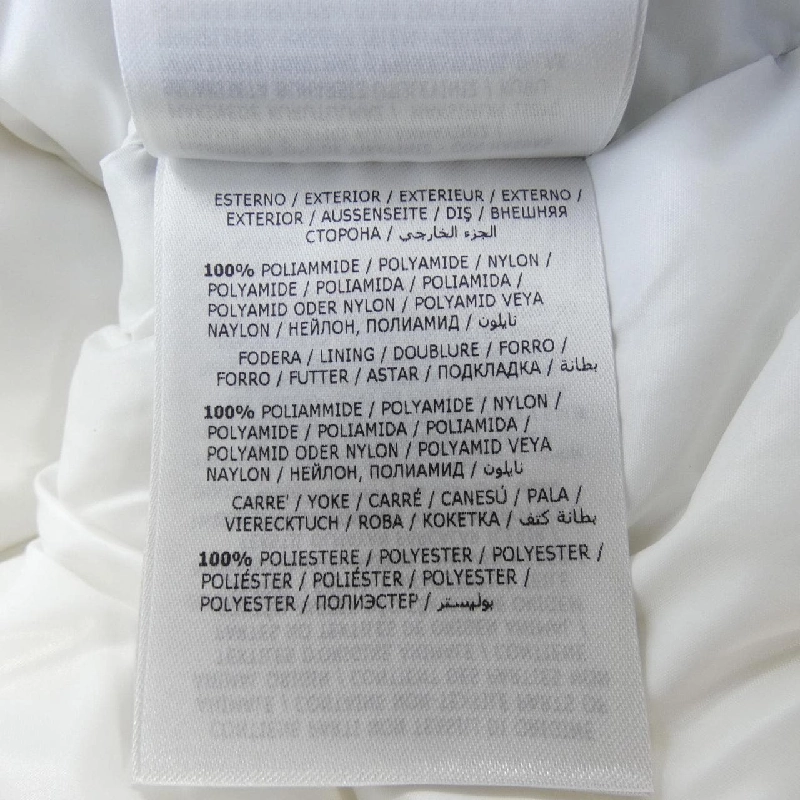 ESTERNO / EXTERIOR / EXTERIEUR / EXTERNO /
EXTERIOR / AUSSENSEITE / DIŞ / ВНЕШНЯЯ
СТОРОНА / الجزء الخارجي
100% POLIAMMIDE / POLYAMIDE / NYLON /
POLYAMIDE / POLIAMIDA / POLIAMIDA /
POLYAMID ODER NYLON / POLYAMID VEYA
NAYLON / НЕЙЛОН, ПОЛИАМИД / نايلون
FODERA / LINING / DOUBLURE / FORRO /
FORRO / FUTTER / ASTAR / ПОДКЛАДКА / بطانة
100% POLIAMMIDE / POLYAMIDE / NYLON /
POLYAMIDE / POLIAMIDA / POLIAMIDA /
POLYAMID ODER NYLON / POLYAMID VEYA
NAYLON / НЕЙЛОН, ПОЛИАМИД / نايلون
CARRE' / YOKE / CARRÉ / CANESÚ / PALA /
VIERECKTUCH / ROBA / КОКЕТКА / بطانة كتف
100% POLIESTERE / POLYESTER / POLYESTER /
POLIÉSTER / POLIÉSTER / POLYESTER /
POLYESTER / ПОЛИЭСТЕР / بوليستر